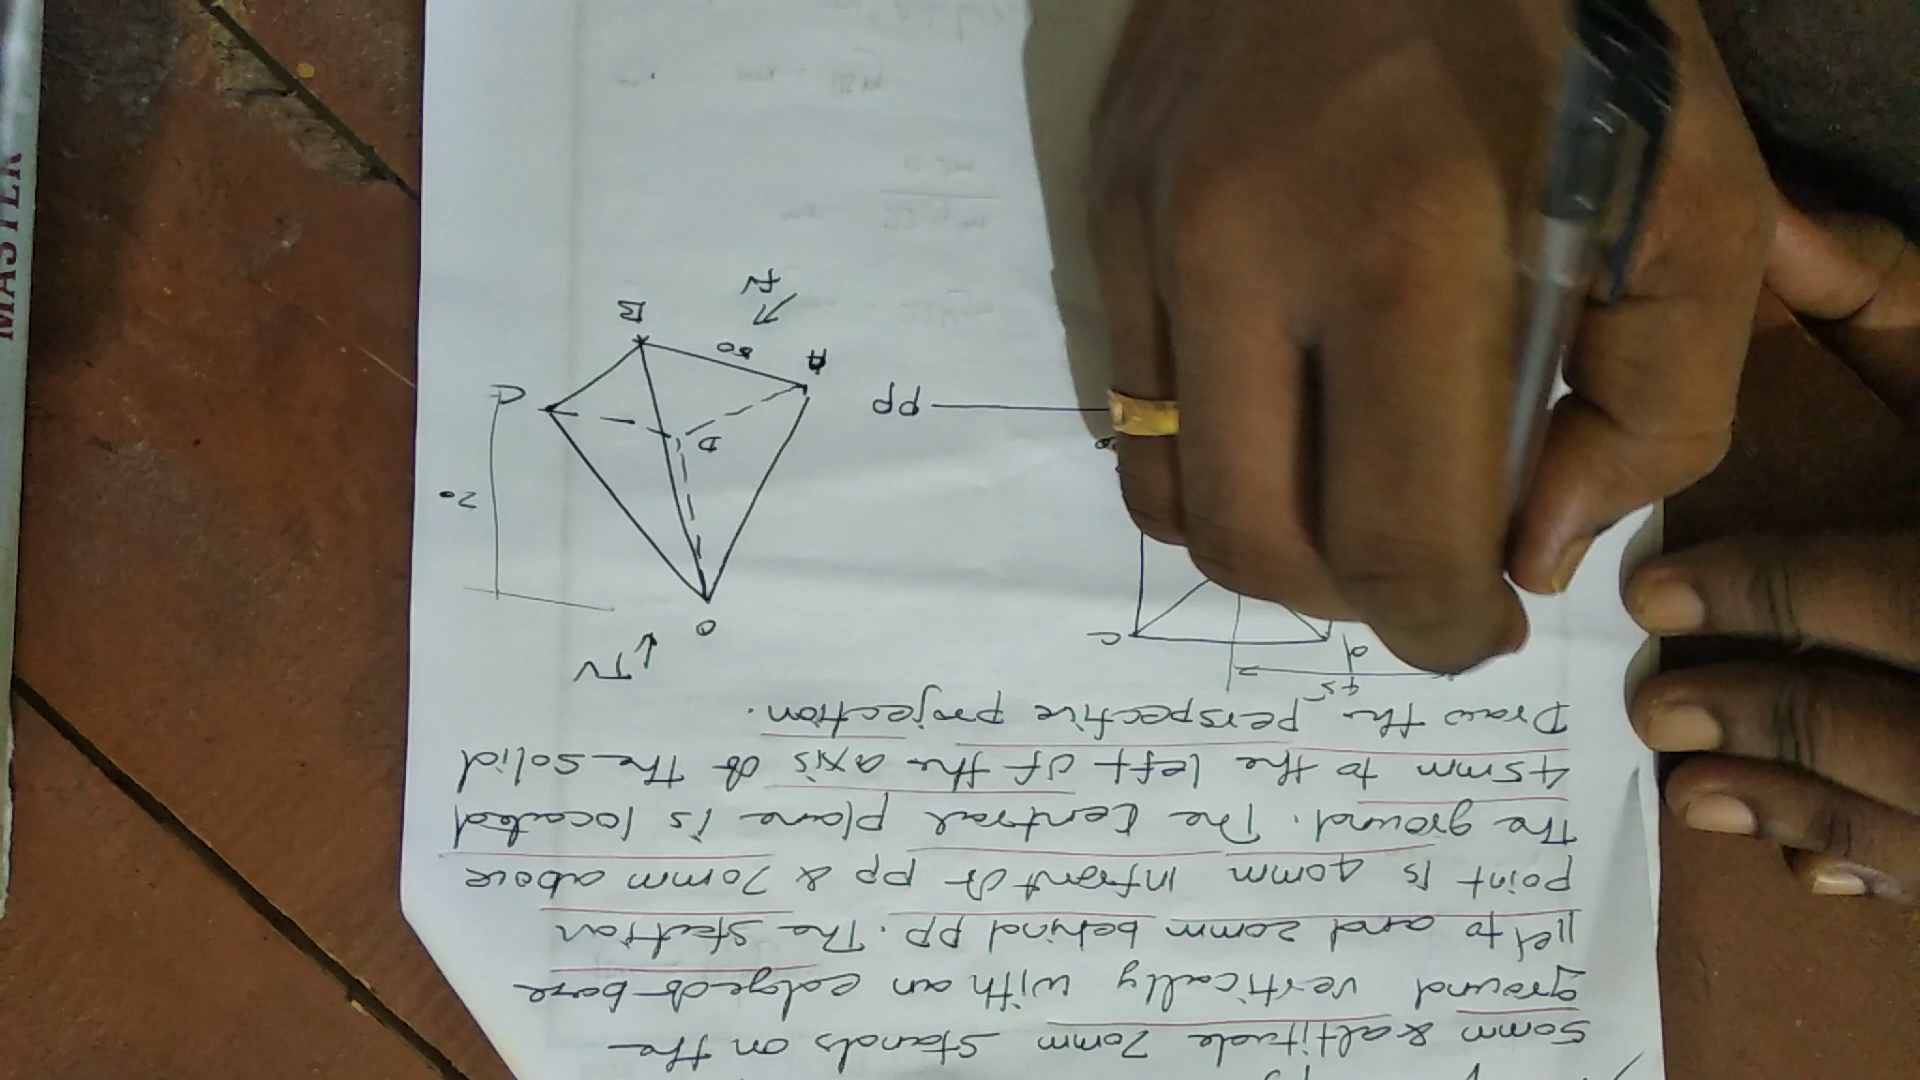 50mm & altitude 70mm stands on the
ground vertically with an edge of base
llel to and 20mm behind PP. The station
point is 40mm infront of PP & 70mm above
the ground. The Central plane is located
45mm to the left of the axis of the solid
Draw the perspective projection.
TV
O
70
D
C
A
50
B
FV
45
d
c
PP
MASTER